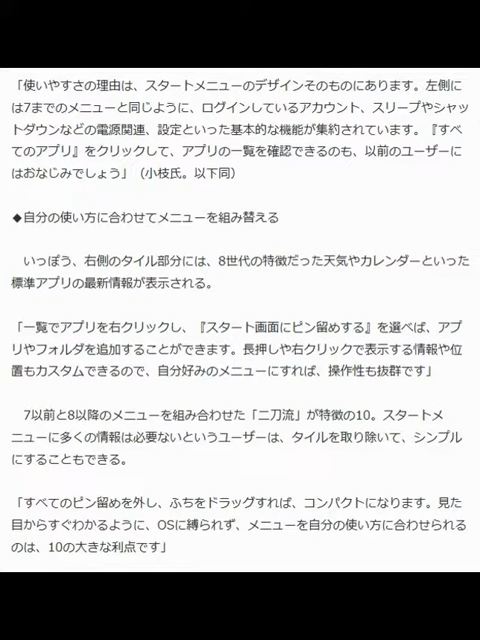 「使いやすさの理由は、スタートメニューのデザインそのものにあります。左側に
は7までのメニューと同じように、ログインしているアカウント、スリープやシャッ
トダウンなどの電源関連、設定といった基本的な機能が集約されています。『すべ
てのアプリ』をクリックして、アプリの一覧を確認できるのも、以前のユーザーに
はおなじみでしょう」（小枝氏。以下同）
◆自分の使い方に合わせてメニューを組み替える
いっぽう、右側のタイル部分には、8世代の特徴だった天気やカレンダーといった
標準アプリの最新情報が表示される。
「一覧でアプリを右クリックし、『スタート画面にピン留めする』を選べば、アプ
リやフォルダを追加することができます。長押しや右クリックで表示する情報や位
置もカスタムできるので、自分好みのメニューにすれば、操作性も抜群です」
7以前と8以降のメニューを組み合わせた「二刀流」が特徴の10。スタートメ
ニューに多くの情報は必要ないというユーザーは、タイルを取り除いて、シンプル
にすることもできる。
「すべてのピン留めを外し、ふちをドラッグすれば、コンパクトになります。見た
目からすぐわかるように、OSに縛られず、メニューを自分の使い方に合わせられる
のは、10の大きな利点です」